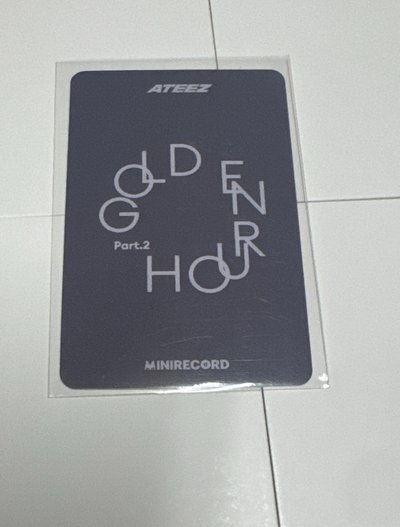 ATEEZ
GOLDEN
HOUR
Part.2
MINIRECORD